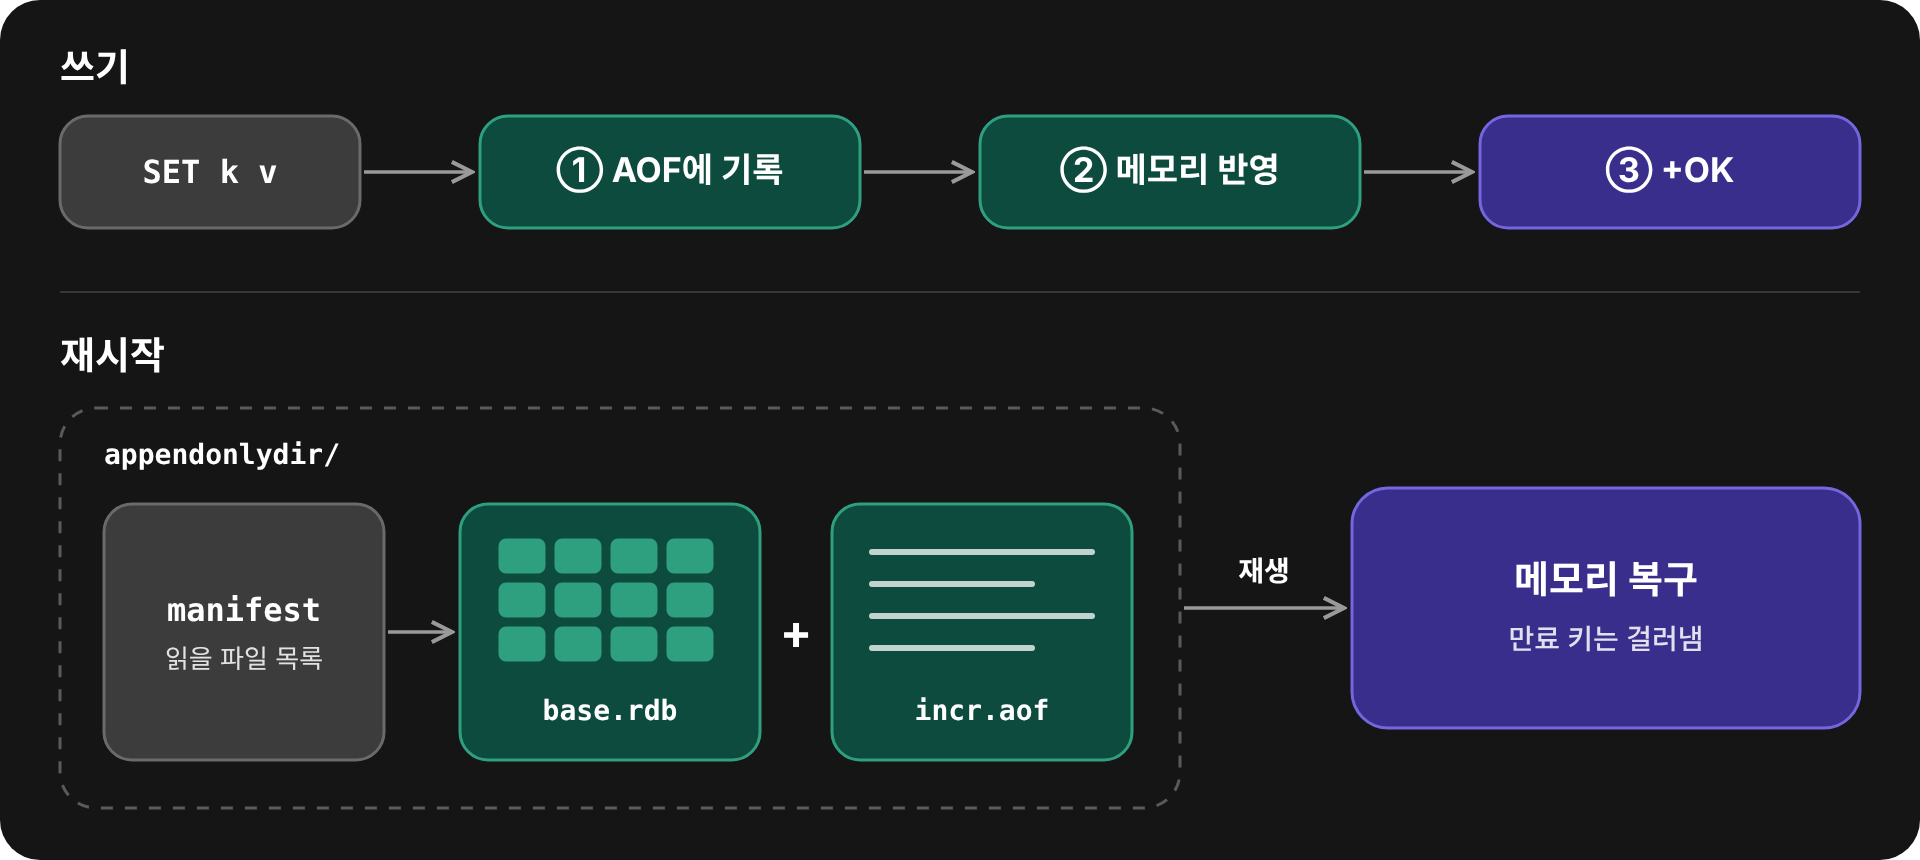 쓰기
SET k v
① AOF에 기록
② 메모리 반영
③ +OK
재시작
appendonlydir/
manifest
읽을 파일 목록
base.rdb
+
incr.aof
재생
메모리 복구
만료 키는 걸러냄